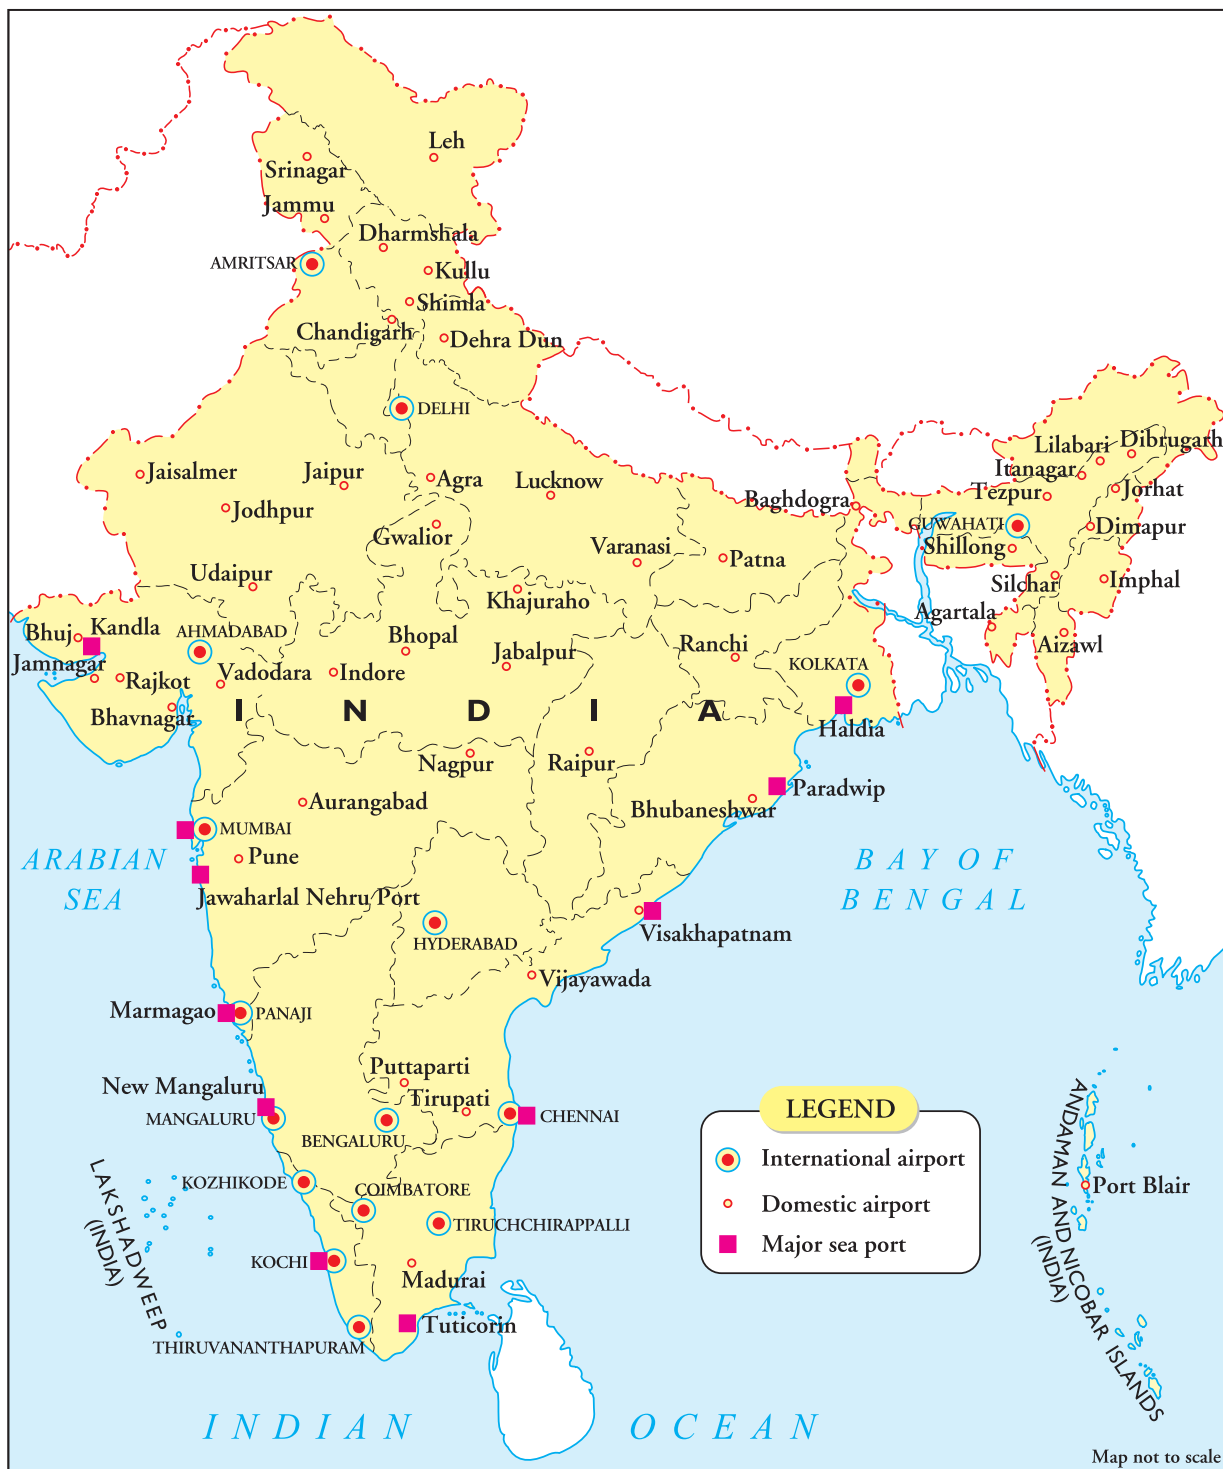 Leh
Srinagar
Jammu
Dharmshala
AMRITSAR
Kullu
Shimla
Chandigarh
Dehra Dun
DELHI
Lilabari
Dibrugarh
Jaisalmer
Jaipur
Agra
Lucknow
Itanagar
Tezpur
Jorhat
Baghdogra
Jodhpur
Gwalior
GUWAHATI
Dimapur
Varanasi
Patna
Shillong
Udaipur
Khajuraho
Silchar
Imphal
Agartala
Bhuj
Kandla
AHMADABAD
Bhopal
Jabalpur
Ranchi
Aizawl
Jamnagar
Rajkot
Vadodara
Indore
KOLKATA
Bhavnagar
INDIA
Haldia
Nagpur
Raipur
Paradwip
Aurangabad
Bhubaneshwar
MUMBAI
Pune
ARABIAN
SEA
BAY OF
BENGAL
Jawaharlal Nehru Port
HYDERABAD
Visakhapatnam
Vijayawada
Marmagao
PANAJI
Puttaparti
New Mangaluru
Tirupati
MANGALURU
BENGALURU
CHENNAI
LEGEND
International airport
Domestic airport
Major sea port
KOZHIKODE
COIMBATORE
LAKSHADWEEP
(INDIA)
TIRUCHCHIRAPPALLI
ANDAMAN AND NICOBAR ISLANDS
(INDIA)
Port Blair
KOCHI
Madurai
Tuticorin
THIRUVANANTHAPURAM
INDIAN OCEAN
Map not to scale